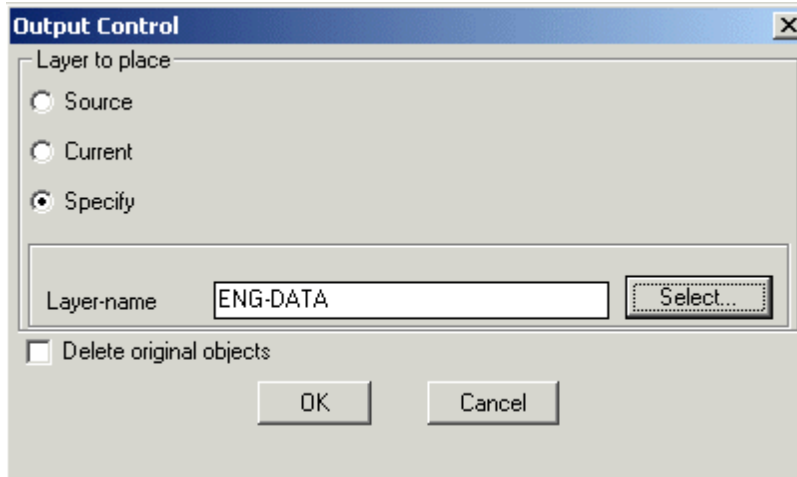 Output Control
Layer to place
Source
Current
Specify
Layer-name ENG-DATA Select...
Delete original objects
OK Cancel